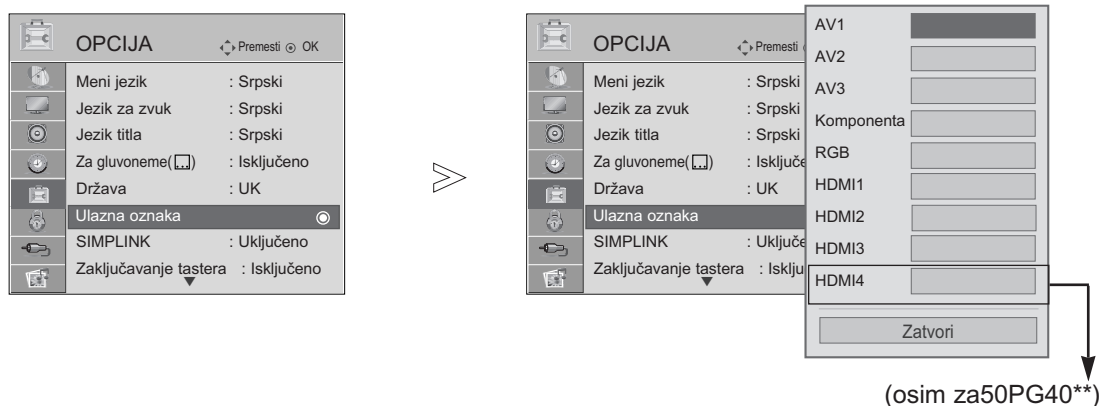 OPCIJA
Premesti OK
Meni jezik : Srpski
Jezik za zvuk : Srpski
Jezik titla : Srpski
Za gluvoneme(...) : Isključeno
Država : UK
Ulazna oznaka
SIMPLINK : Uključeno
Zaključavanje tastera : Isključeno
OPCIJA
Premesti
Meni jezik : Srpski
Jezik za zvuk : Srpski
Jezik titla : Srpski
Za gluvoneme(...) : Isključe
Država : UK
Ulazna oznaka
SIMPLINK : Uključe
Zaključavanje tastera : Isklju
AV1
AV2
AV3
Komponenta
RGB
HDMI1
HDMI2
HDMI3
HDMI4
Zatvori
(osim za50PG40**)